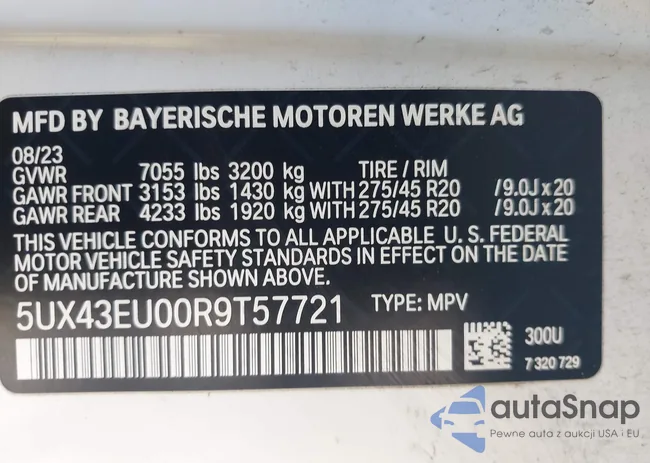 MFD BY BAYERISCHE MOTOREN WERKE AG
08/23
GVWR 7055 lbs 3200 kg TIRE / RIM
GAWR FRONT 3153 lbs 1430 kg WITH 275/45 R20 /9.0J x 20
GAWR REAR 4233 lbs 1920 kg WITH 275/45 R20 /9.0J x 20
THIS VEHICLE CONFORMS TO ALL APPLICABLE U. S. FEDERAL
MOTOR VEHICLE SAFETY STANDARDS IN EFFECT ON THE DATE
OF MANUFACTURE SHOWN ABOVE.
5UX43EU00R9T57721 TYPE: MPV
300U
7 320 729
autaSnap
Pewne auta z aukcji USA i EU